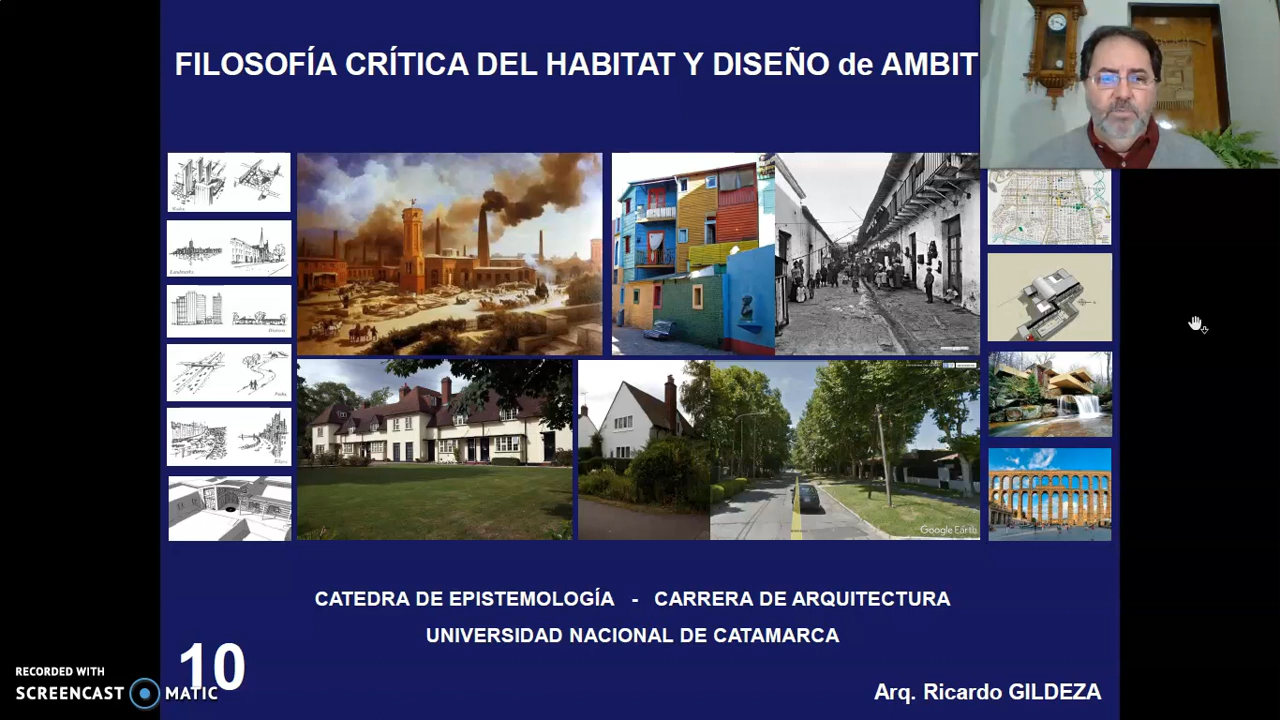 FILOSOFÍA CRÍTICA DEL HABITAT Y DISEÑO de AMBIT
Landmarks
Google Earth
CATEDRA DE EPISTEMOLOGÍA - CARRERA DE ARQUITECTURA
UNIVERSIDAD NACIONAL DE CATAMARCA
10
Arq. Ricardo GILDEZA
RECORDED WITH
SCREENCAST MATIC